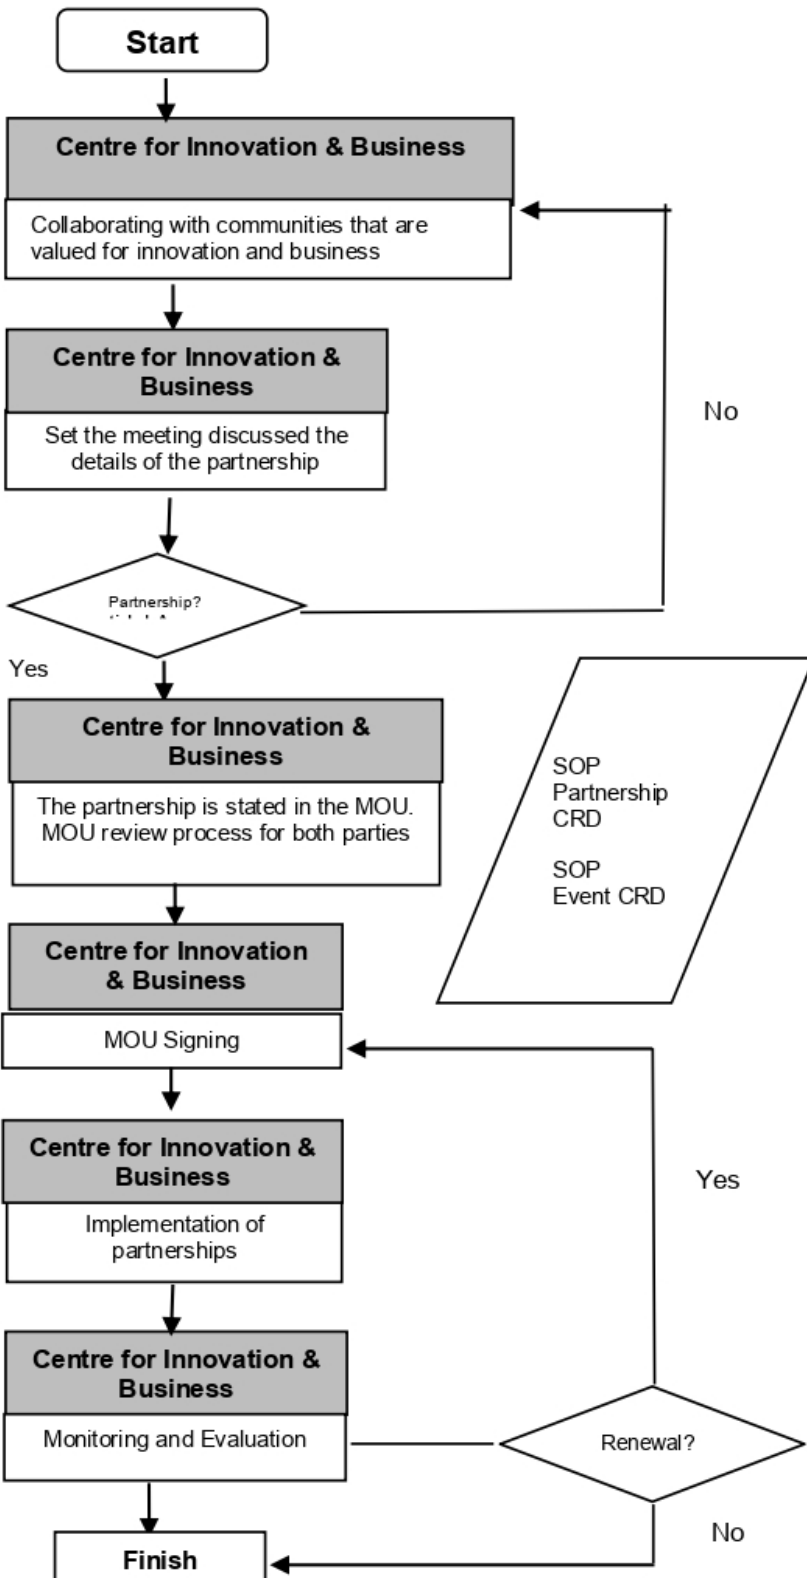 Start
Centre for Innovation & Business
Collaborating with communities that are
valued for innovation and business
Centre for Innovation &
Business
Set the meeting discussed the
details of the partnership
No
Partnership?
Yes
Centre for Innovation &
Business
The partnership is stated in the MOU.
MOU review process for both parties
SOP
Partnership
CRD
SOP
Event CRD
Centre for Innovation
& Business
MOU Signing
Centre for Innovation &
Business
Implementation of
partnerships
Yes
Centre for Innovation &
Business
Monitoring and Evaluation
Renewal?
No
Finish